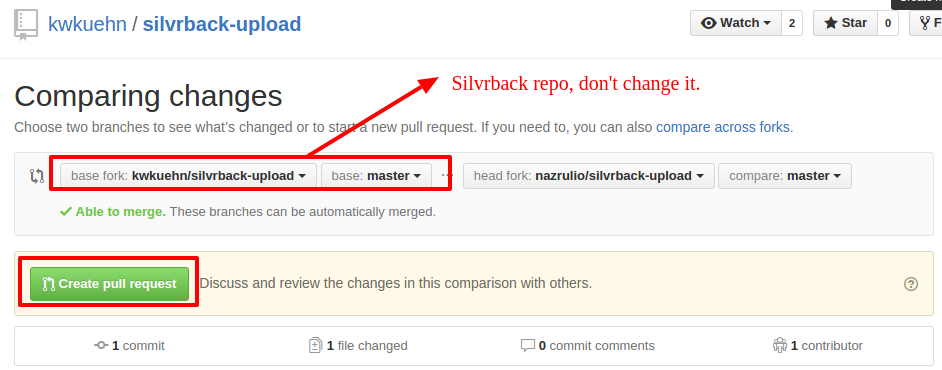 kwkuehn / silvrback-upload
Watch 2 Star 0 F
Comparing changes
Silvrback repo, don't change it.
Choose two branches to see what's changed or to start a new pull request. If you need to, you can also compare across forks.
base fork: kwkuehn/silvrback-upload base: master ... head fork: nazrulio/silvrback-upload compare: master
Able to merge. These branches can be automatically merged.
Create pull request Discuss and review the changes in this comparison with others.
1 commit 1 file changed 0 commit comments 1 contributor